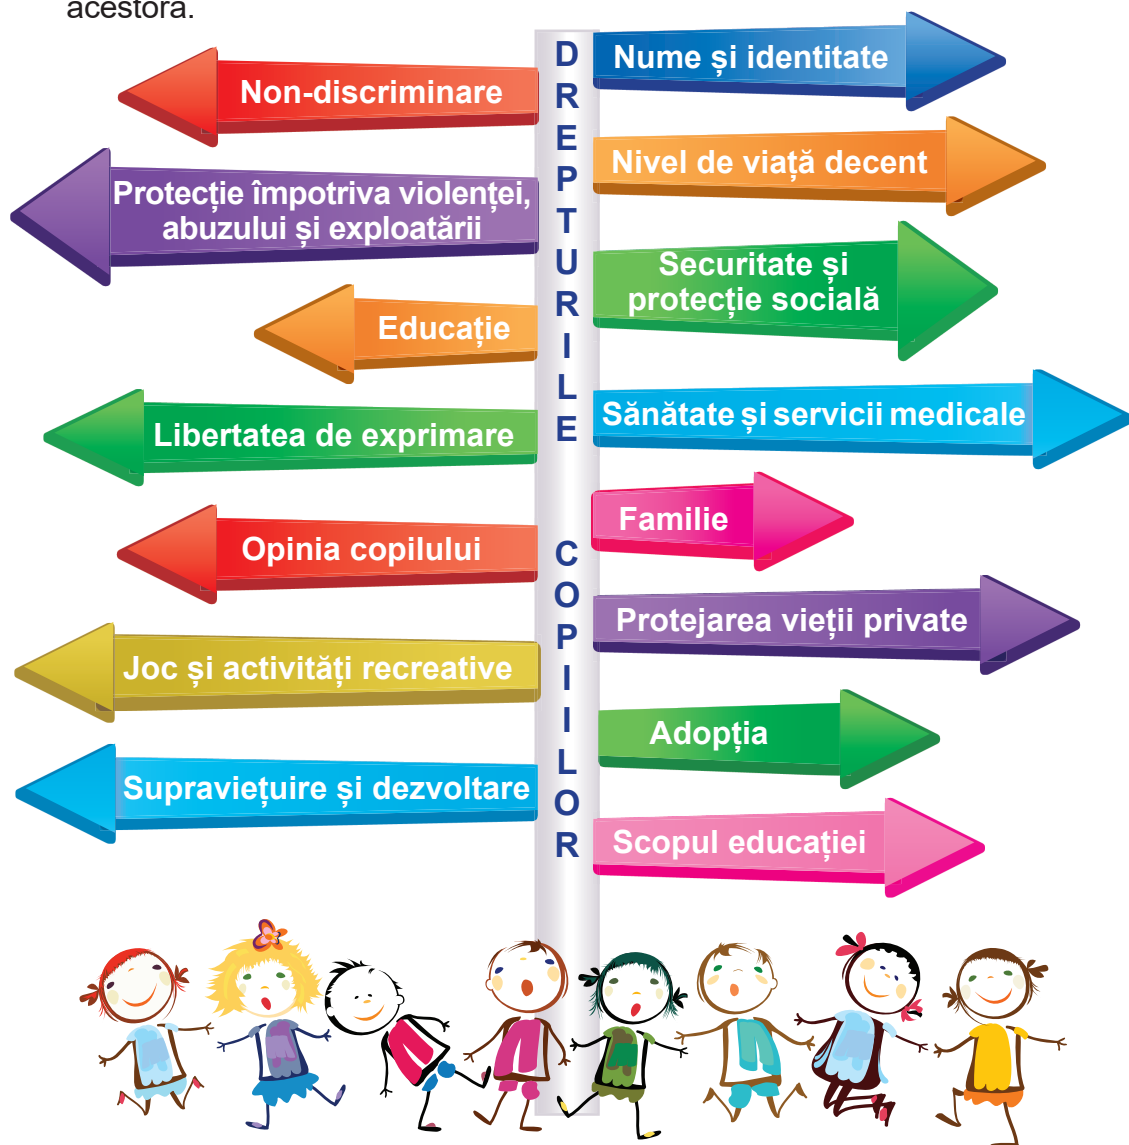 acestora.
DREPTURILE COPIILOR
Non-discriminare
Protecție împotriva violenței,
abuzului și exploatării
Educație
Libertatea de exprimare
Opinia copilului
Joc și activități recreative
Supraviețuire și dezvoltare
Nume și identitate
Nivel de viață decent
Securitate și
protecție socială
Sănătate și servicii medicale
Familie
Protejarea vieții private
Adopția
Scopul educației